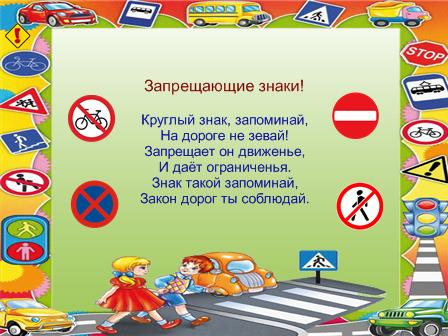 Запрещающие знаки!
Круглый знак, запоминай,
На дороге не зевай!
Запрещает он движенье,
И даёт ограниченья.
Знак такой запоминай,
Закон дорог ты соблюдай.
STOP